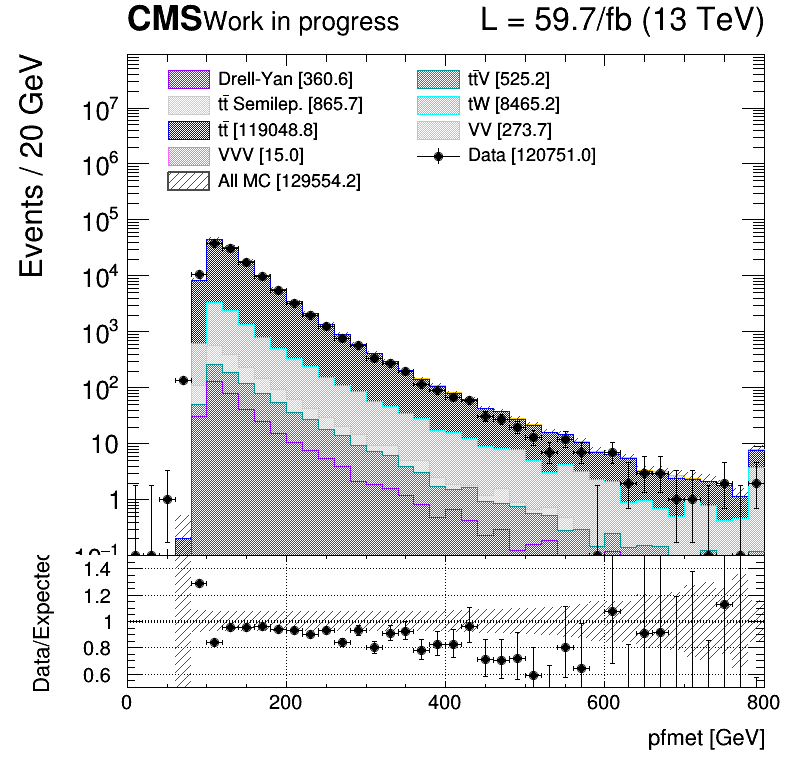 CMS Work in progress L = 59.7/fb (13 TeV)
Events / 20 GeV
Drell-Yan [360.6]
tt̄ Semilep. [865.7]
tt̄ [119048.8]
VVV [15.0]
All MC [129554.2]
tt̄V [525.2]
tW [8465.2]
VV [273.7]
Data [120751.0]
10⁷
10⁶
10⁵
10⁴
10³
10²
10
1
10⁻¹
Data/Expected
1.4
1.2
1
0.8
0.6
0 200 400 600 800
pfmet [GeV]